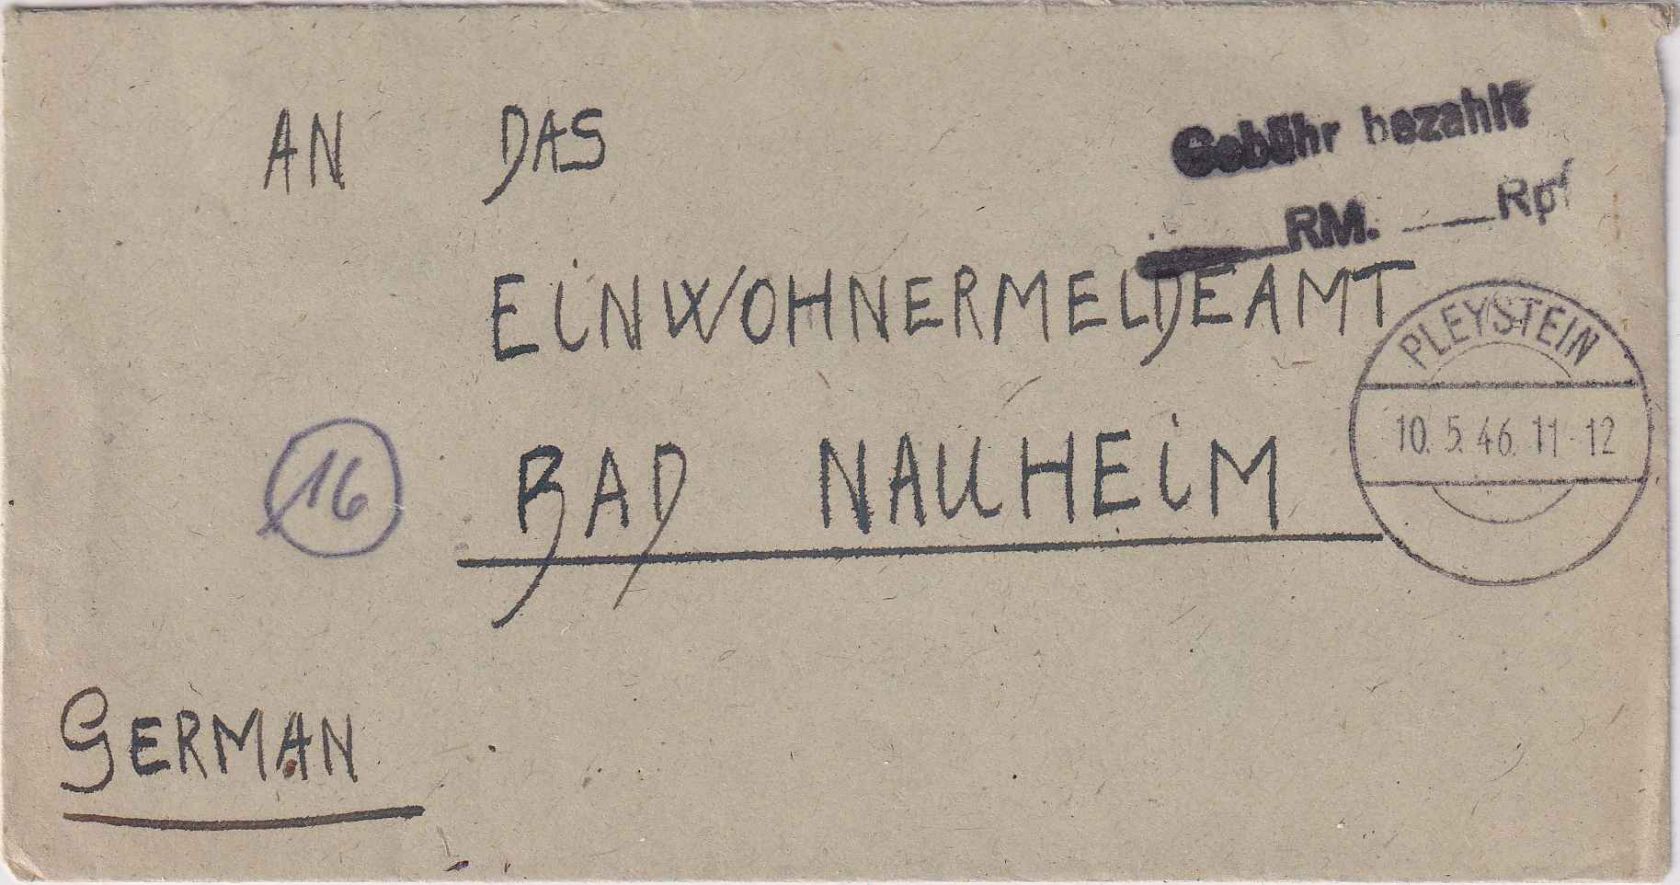 Gebühr bezahlt
RM. Rpf
AN DAS
EINWOHNERMELDEAMT
PLEYSTEIN
10.5.46.11-12
16
BAD NAUHEIM
GERMAN